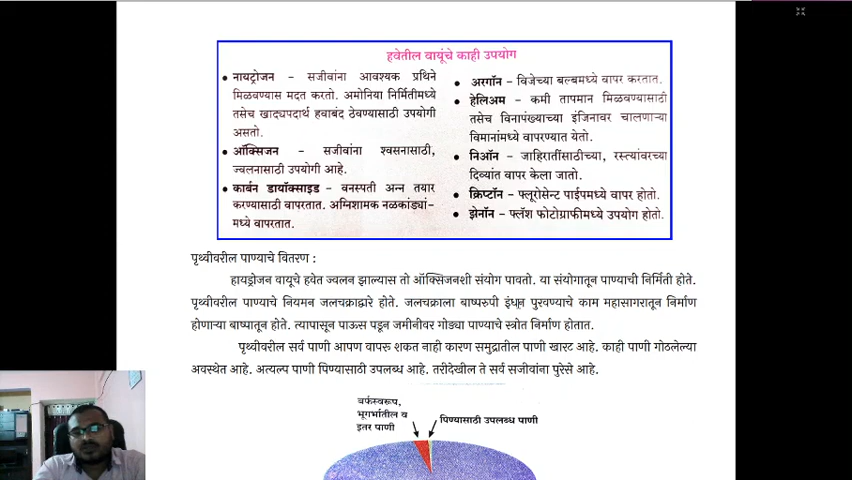 हवेतील वायूंचे काही उपयोग
• नायट्रोजन – सजीवांना आवश्यक प्रथिने
मिळवण्यास मदत करतो. अमोनिया निर्मितीमध्ये
तसेच खाद्यपदार्थ हवाबंद ठेवण्यासाठी उपयोगी
असतो.
• ऑक्सिजन – सजीवांना श्वसनासाठी,
ज्वलनासाठी उपयोगी आहे.
• कार्बन डायॉक्साइड – वनस्पती अन्न तयार
करण्यासाठी वापरतात. अग्निशामक नळकांड्यां-
मध्ये वापरतात.
• अरगॉन – विजेच्या बल्बमध्ये वापर करतात.
• हेलिअम – कमी तापमान मिळवण्यासाठी
तसेच विनापंख्याच्या इंजिनावर चालणाऱ्या
विमानांमध्ये वापरण्यात येतो.
• निऑन – जाहिरातींसाठीच्या, रस्त्यांवरच्या
दिव्यांत वापर केला जातो.
• क्रिप्टॉन – फ्लूरोसेन्ट पाईपमध्ये वापर होतो.
• झेनॉन – फ्लॅश फोटोग्राफीमध्ये उपयोग होतो.
पृथ्वीवरील पाण्याचे वितरण :
हायड्रोजन वायूचे हवेत ज्वलन झाल्यास तो ऑक्सिजनशी संयोग पावतो. या संयोगातून पाण्याची निर्मिती होते.
पृथ्वीवरील पाण्याचे नियमन जलचक्राद्वारे होते. जलचक्राला बाष्परुपी इंधन पुरवण्याचे काम महासागरातून निर्माण
होणाऱ्या बाष्पातून होते. त्यापासून पाऊस पडून जमीनीवर गोड्या पाण्याचे स्त्रोत निर्माण होतात.
पृथ्वीवरील सर्व पाणी आपण वापरू शकत नाही कारण समुद्रातील पाणी खारट आहे. काही पाणी गोठलेल्या
अवस्थेत आहे. अत्यल्प पाणी पिण्यासाठी उपलब्ध आहे. तरीदेखील ते सर्व सजीवांना पुरेसे आहे.
बर्फस्वरूप,
भूगर्भातील व
इतर पाणी
पिण्यासाठी उपलब्ध पाणी